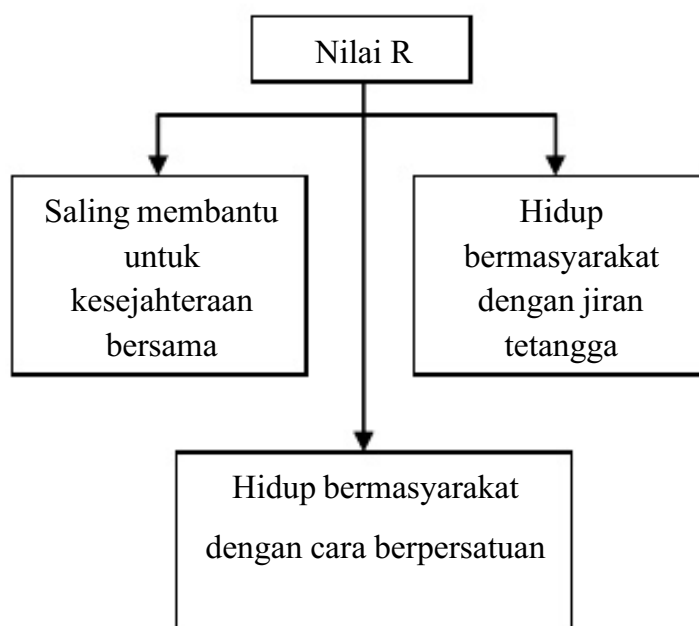 Nilai R
Saling membantu
untuk
kesejahteraan
bersama
Hidup
bermasyarakat
dengan jiran
tetangga
Hidup bermasyarakat
dengan cara berpersatuan